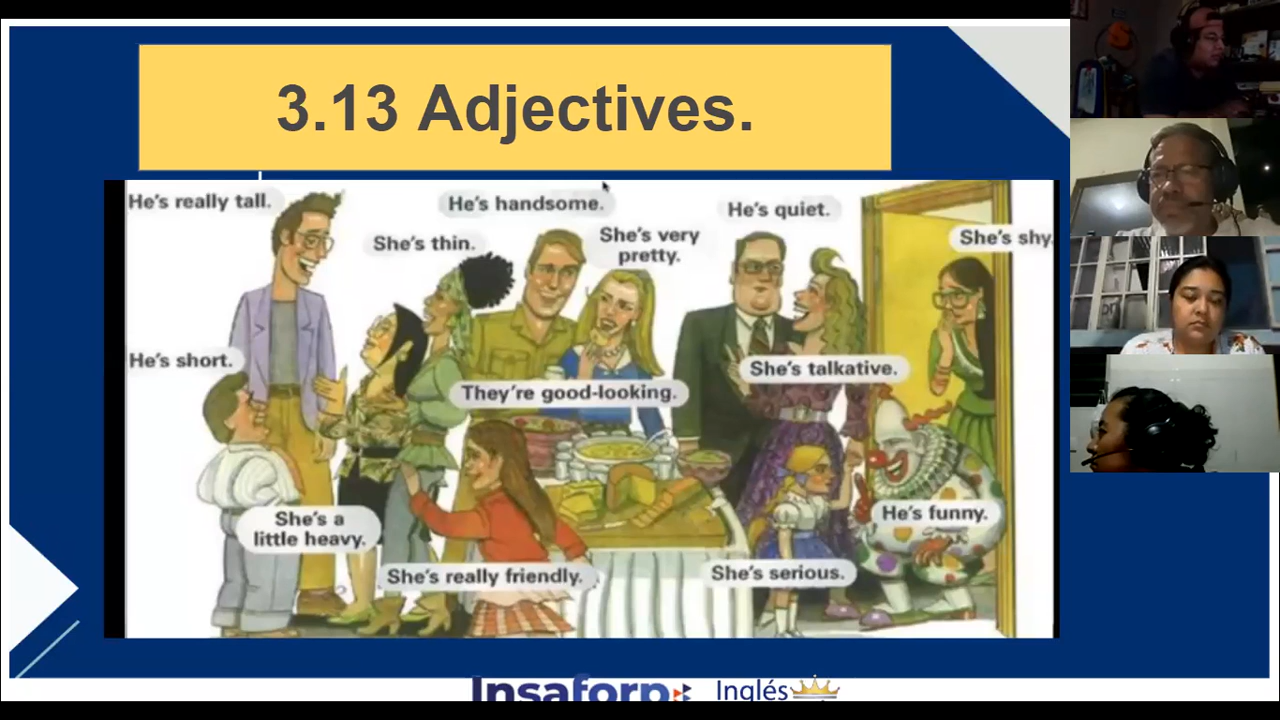 3.13 Adjectives.
He's really tall.
He's handsome.
He's quiet.
She's thin.
She's very
pretty.
She's shy.
He's short.
They're good-looking.
She's talkative.
She's a
little heavy.
He's funny.
She's really friendly.
She's serious.
Insaforp
Inglés